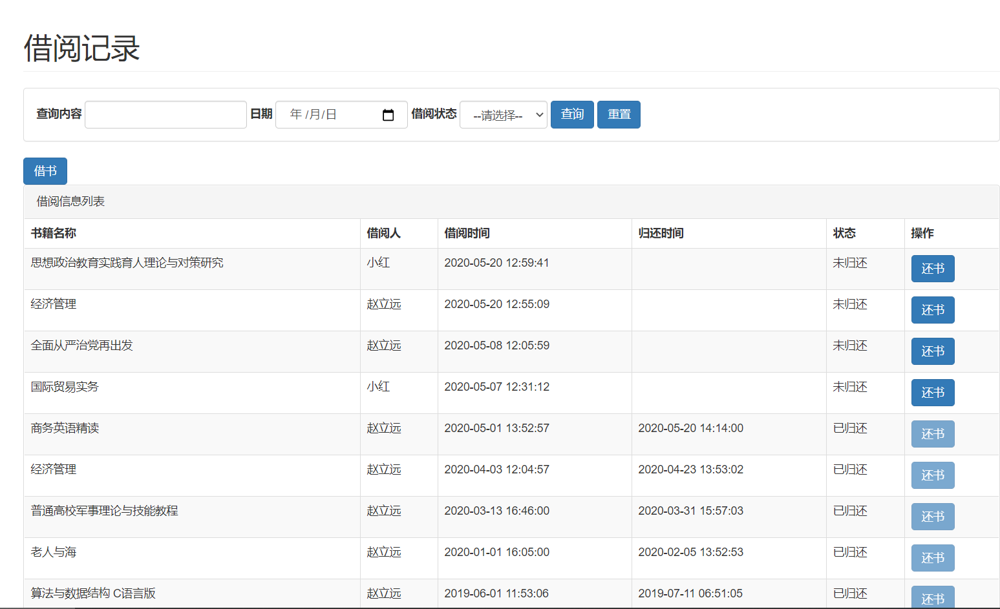 借阅记录
查询内容 日期 年 /月/日 借阅状态 --请选择-- 查询 重置
借书
借阅信息列表
书籍名称 借阅人 借阅时间 归还时间 状态 操作
思想政治教育实践育人理论与对策研究 小红 2020-05-20 12:59:41 未归还 还书
经济管理 赵立远 2020-05-20 12:55:09 未归还 还书
全面从严治党再出发 赵立远 2020-05-08 12:05:59 未归还 还书
国际贸易实务 小红 2020-05-07 12:31:12 未归还 还书
商务英语精读 赵立远 2020-05-01 13:52:57 2020-05-20 14:14:00 已归还 还书
经济管理 赵立远 2020-04-03 12:04:57 2020-04-23 13:53:02 已归还 还书
普通高校军事理论与技能教程 赵立远 2020-03-13 16:46:00 2020-03-31 15:57:03 已归还 还书
老人与海 赵立远 2020-01-01 16:05:00 2020-02-05 13:52:53 已归还 还书
算法与数据结构 C语言版 赵立远 2019-06-01 11:53:06 2019-07-11 06:51:05 已归还 还书